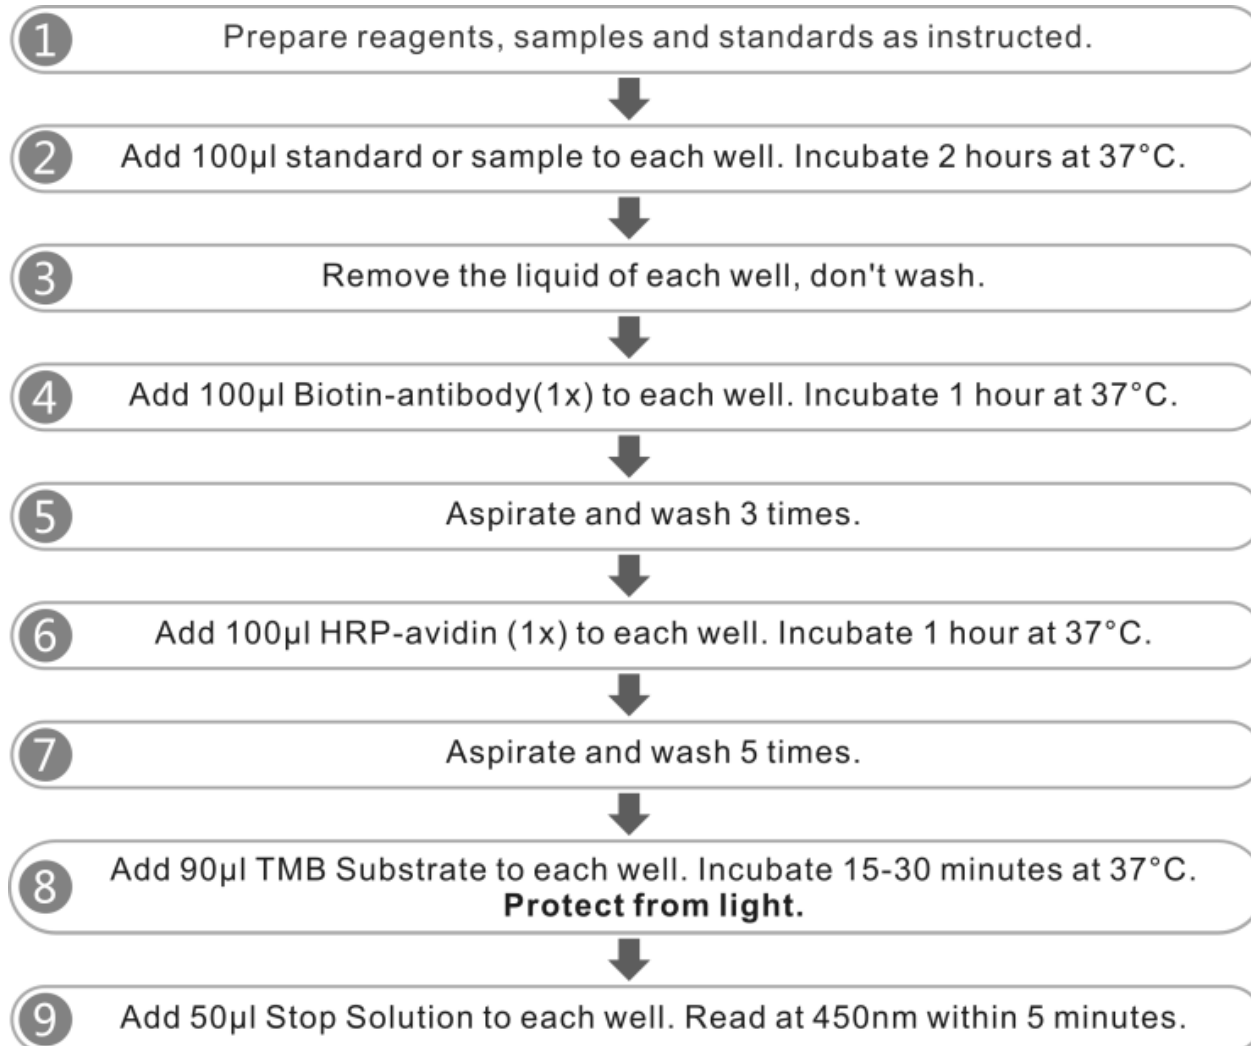 1 Prepare reagents, samples and standards as instructed.
2 Add 100µl standard or sample to each well. Incubate 2 hours at 37°C.
3 Remove the liquid of each well, don't wash.
4 Add 100µl Biotin-antibody(1x) to each well. Incubate 1 hour at 37°C.
5 Aspirate and wash 3 times.
6 Add 100µl HRP-avidin (1x) to each well. Incubate 1 hour at 37°C.
7 Aspirate and wash 5 times.
8 Add 90µl TMB Substrate to each well. Incubate 15-30 minutes at 37°C.
Protect from light.
9 Add 50µl Stop Solution to each well. Read at 450nm within 5 minutes.